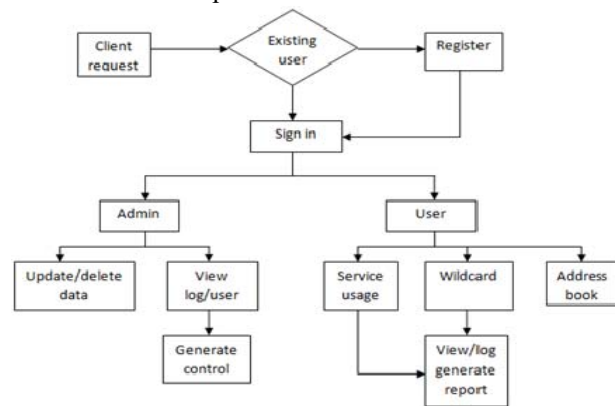 Client
request
Existing
user
Register
Sign in
Admin
User
Update/delete
data
View
log/user
Service
usage
Wildcard
Address
book
Generate
control
View/log
generate
report